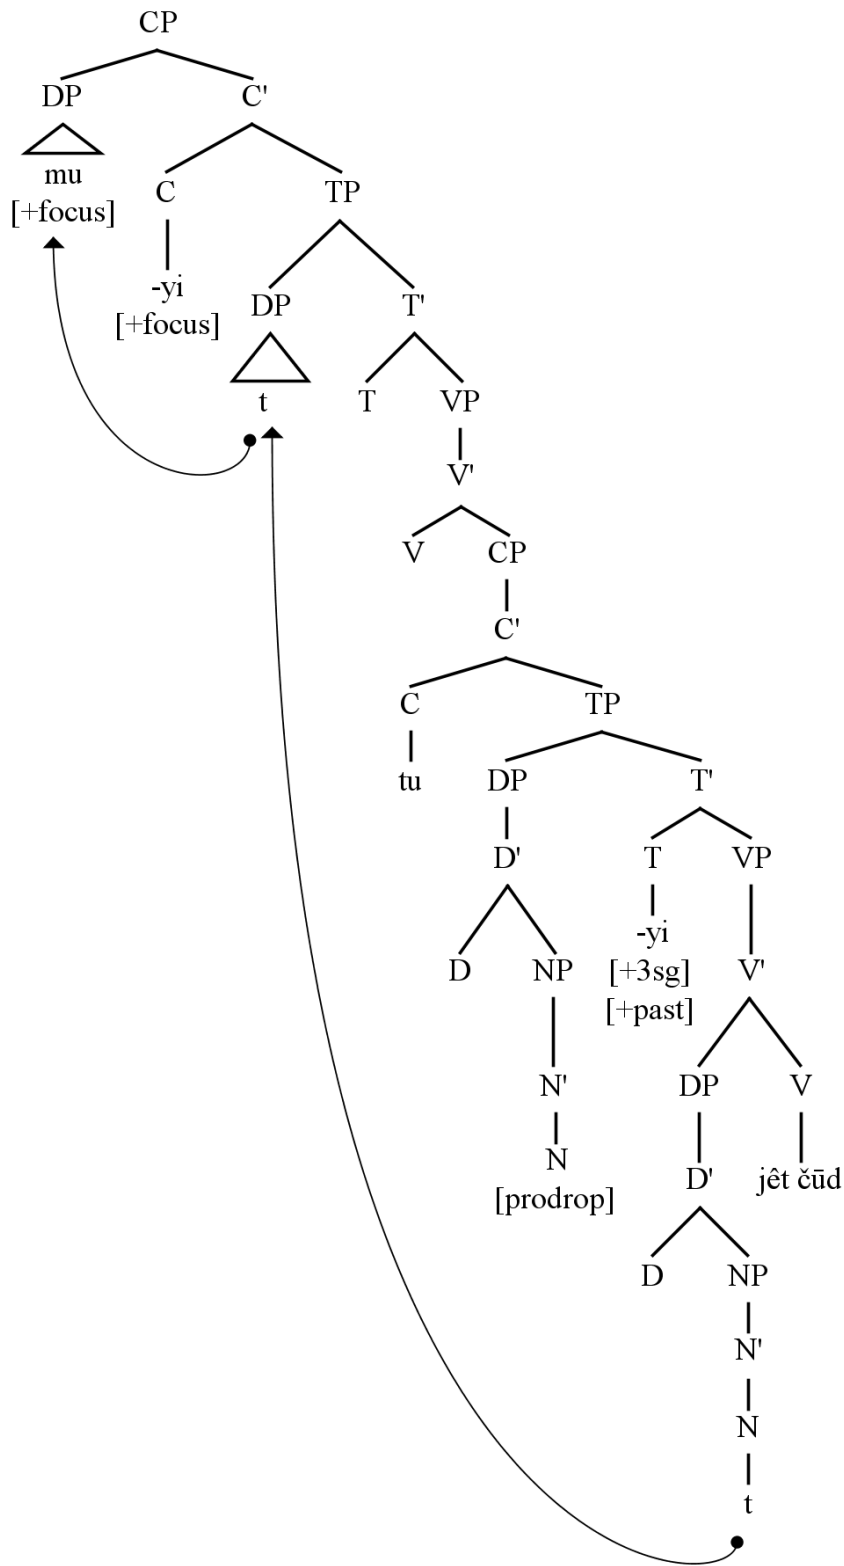 CP
DP C'
mu
[+focus]
C TP
-yi
[+focus]
DP T'
t
T VP
V'
V CP
C'
C TP
tu
DP T'
D'
T VP
-yi
[+3sg]
[+past]
D NP
V'
N'
N
[prodrop]
DP V
D'
jêt čūd
D NP
N'
N
t